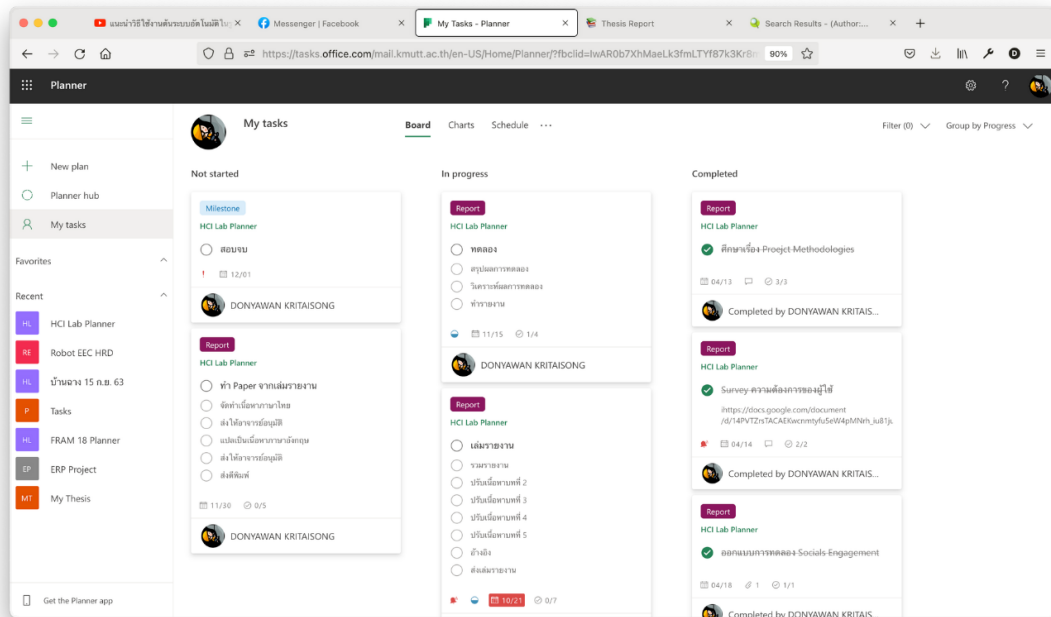 แนะนำวิธีใช้งานต้นระบบอัตโนมัติใน
Messenger | Facebook
My Tasks - Planner
Thesis Report
Search Results - (Author:...
https://tasks.office.com/mail.kmutt.ac.th/en-US/Home/Planner/?fbclid=IwAR0b7XhMaeLk3fmLTYf87k3Kr8
90%
Planner
New plan
Planner hub
My tasks
Favorites
Recent
HL HCI Lab Planner
RE Robot EEC HRD
HL บ้านฉาง 15 ก.ย. 63
P Tasks
HL FRAM 18 Planner
EP ERP Project
MT My Thesis
Get the Planner app
My tasks
Board Charts Schedule ...
Filter (0) Group by Progress
Not started
Milestone
HCI Lab Planner
สอบจบ
! 12/01
DONYAWAN KRITAISONG
Report
HCI Lab Planner
ทำ Paper จากเล่มรายงาน
จัดทำเนื้อหาภาษาไทย
ส่งให้อาจารย์อนุมัติ
แปลเป็นเนื้อหาภาษาอังกฤษ
ส่งให้อาจารย์อนุมัติ
ส่งตีพิมพ์
11/30 0/5
DONYAWAN KRITAISONG
In progress
Report
HCI Lab Planner
ทดลอง
สรุปผลการทดลอง
วิเคราะห์ผลการทดลอง
ทำรายงาน
11/15 1/4
DONYAWAN KRITAISONG
Report
HCI Lab Planner
เล่มรายงาน
รวมรายงาน
ปรับเนื้อหาบทที่ 2
ปรับเนื้อหาบทที่ 3
ปรับเนื้อหาบทที่ 4
ปรับเนื้อหาบทที่ 5
อ้างอิง
ส่งเล่มรายงาน
10/21 0/7
Completed
Report
HCI Lab Planner
ศึกษาเรื่อง Proejct Methodologies
04/13 3/3
Completed by DONYAWAN KRITAIS...
Report
HCI Lab Planner
Survey ความต้องการของผู้ใช้
04/14 2/2
Completed by DONYAWAN KRITAIS...
Report
HCI Lab Planner
ออกแบบการทดลอง Socials Engagement
04/18 1 1/1
Completed by DONYAWAN KRITAIS...